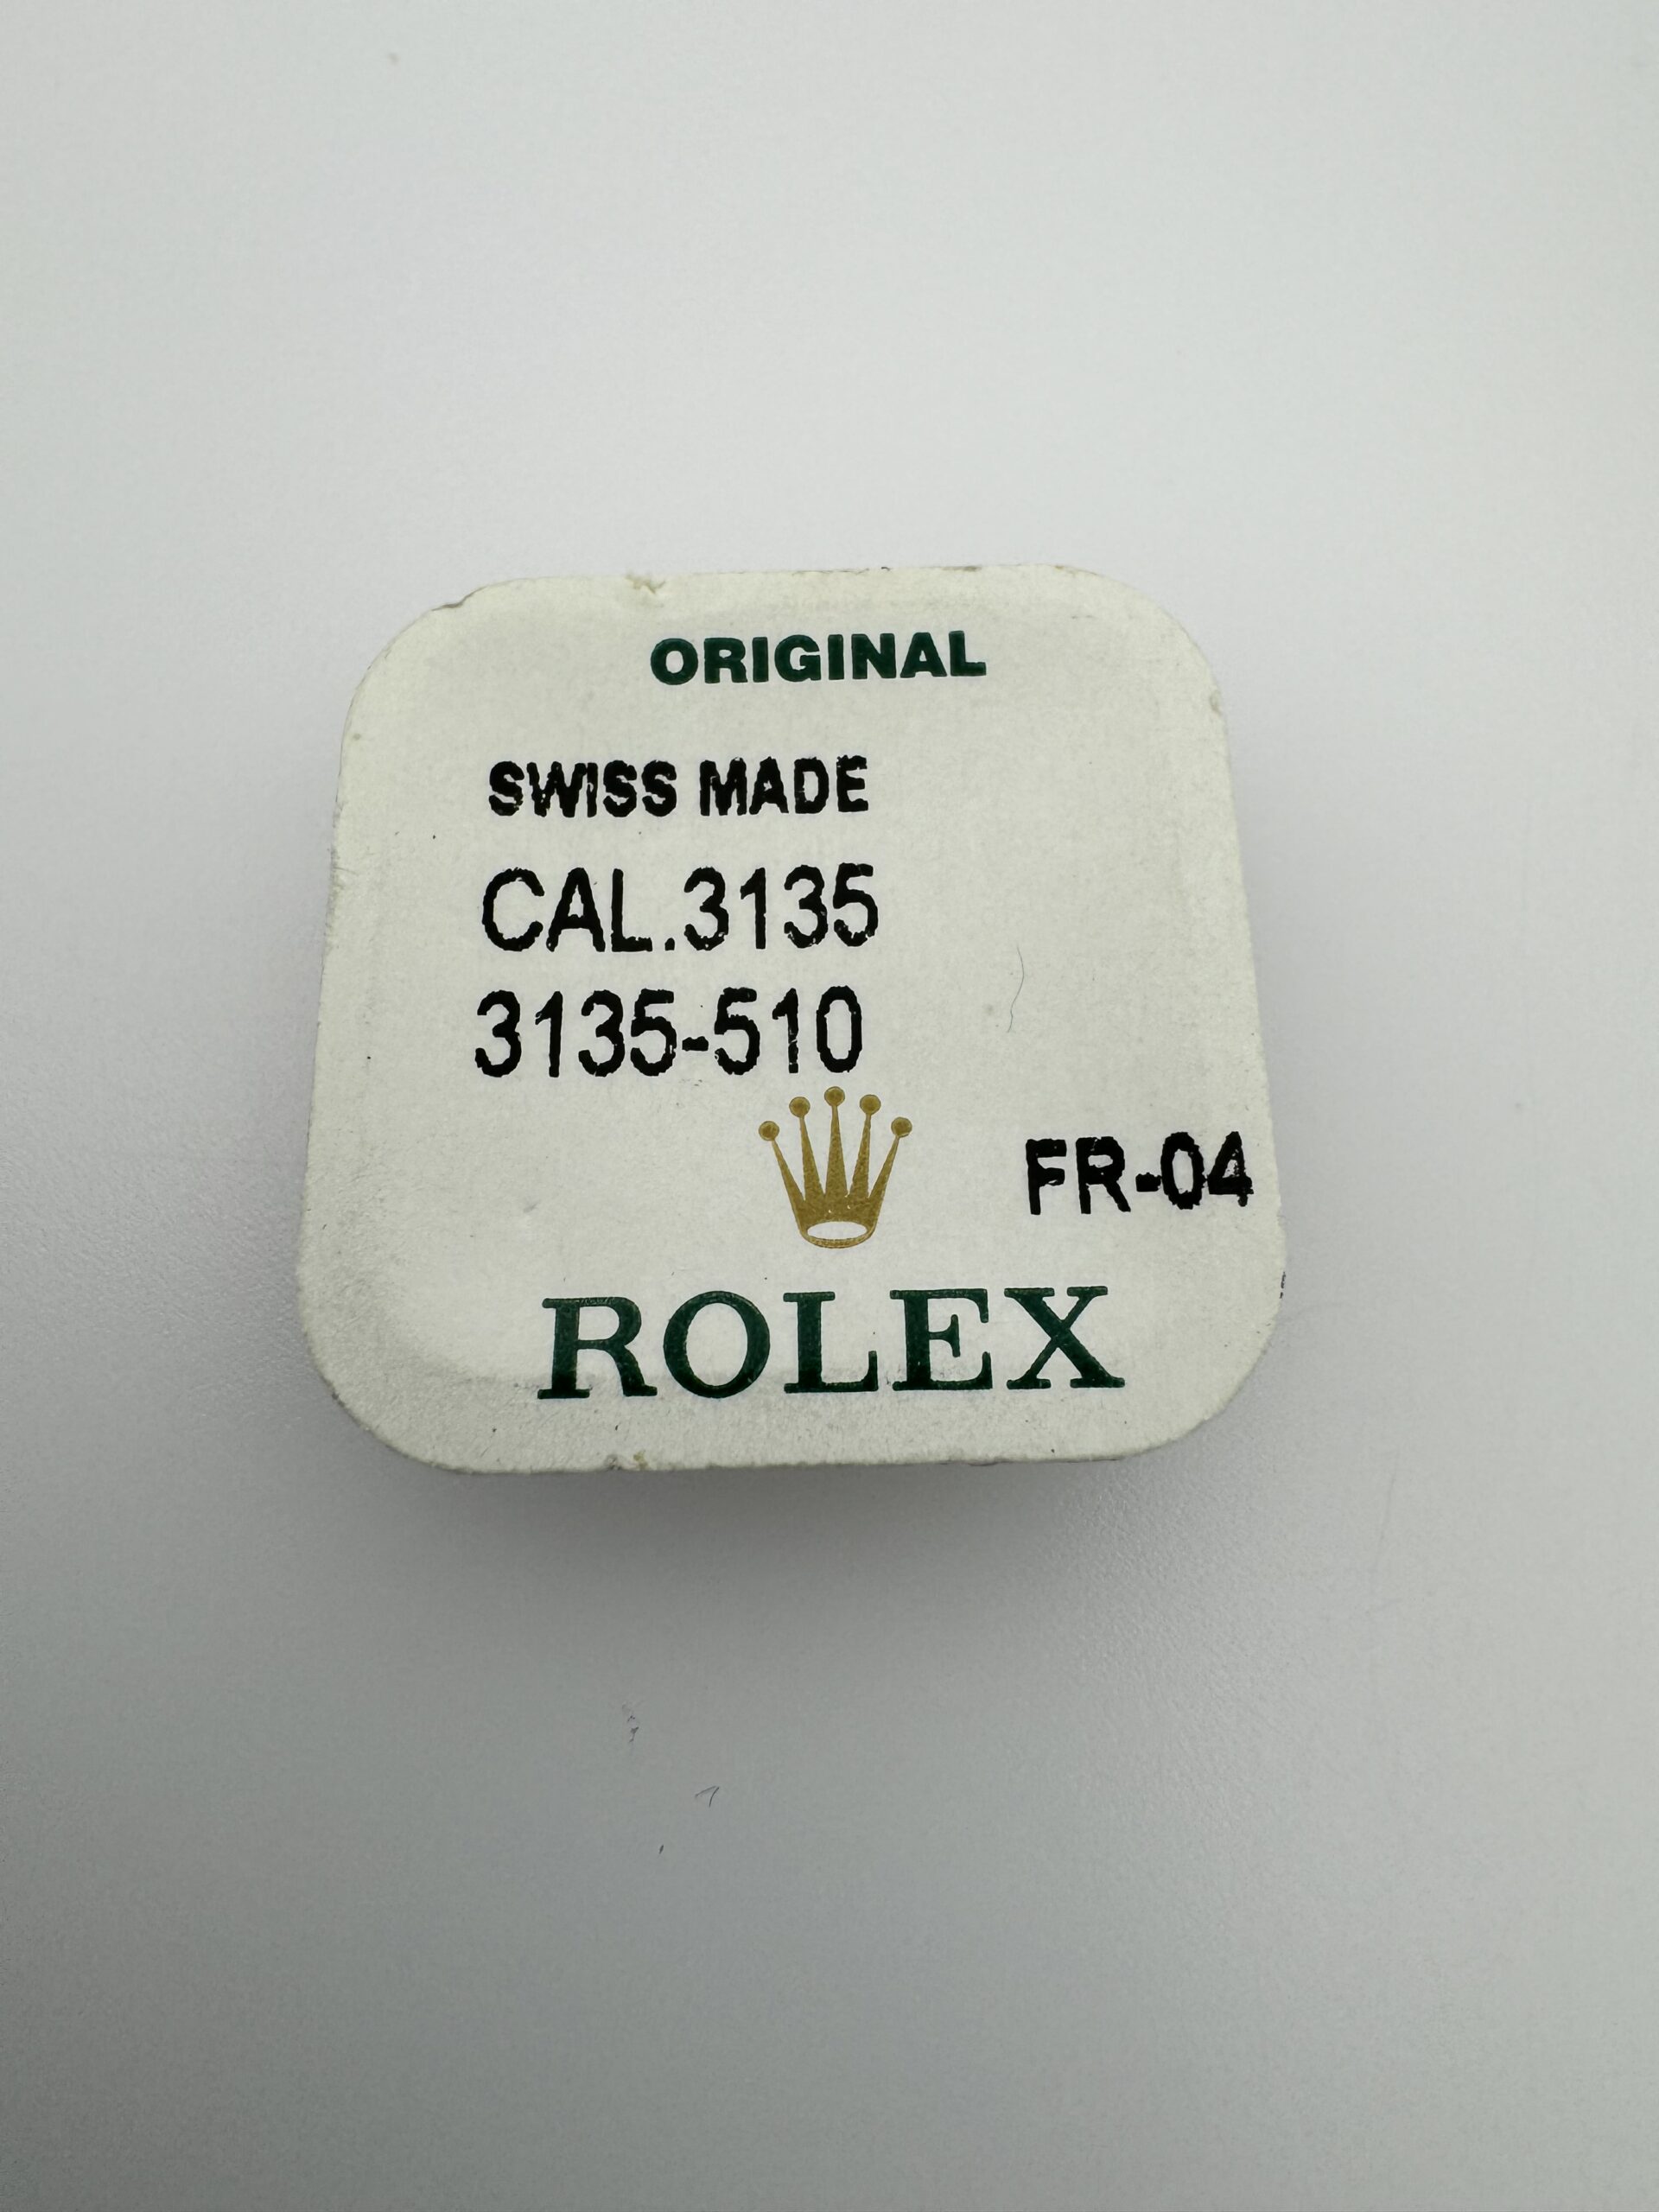 ORIGINAL
SWISS MADE
CAL.3135
3135-510
FR-04
ROLEX